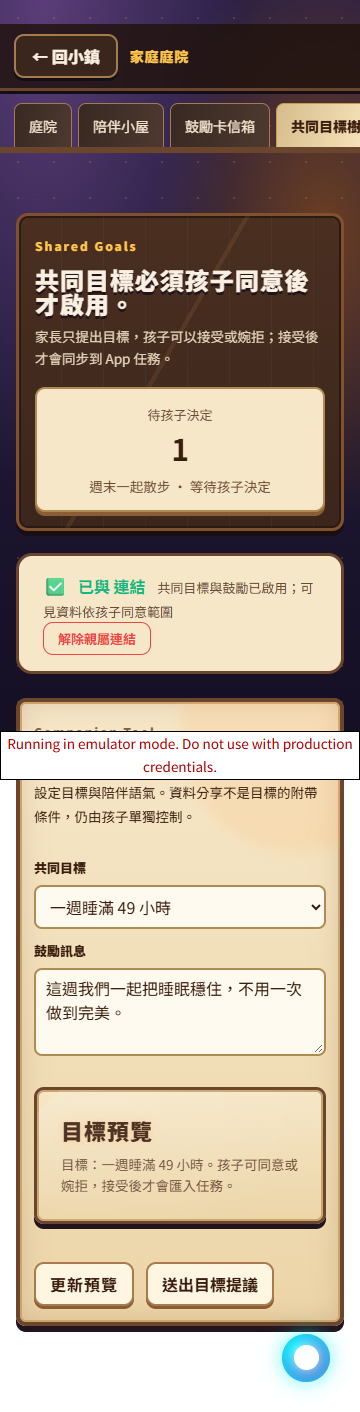 ← 回小鎮
家庭庭院
庭院
陪伴小屋
鼓勵卡信箱
共同目標樹
Shared Goals
共同目標必須孩子同意後
才啟用。
家長只提出目標，孩子可以接受或婉拒；接受後
才會同步到 App 任務。
待孩子決定
1
週末一起散步 · 等待孩子決定
已與 連結 共同目標與鼓勵已啟用；可
見資料依孩子同意範圍
解除親屬連結
Running in emulator mode. Do not use with production
credentials.
設定目標與陪伴語氣。資料分享不是目標的附帶
條件，仍由孩子單獨控制。
共同目標
一週睡滿 49 小時
鼓勵訊息
這週我們一起把睡眠穩住，不用一次
做到完美。
目標預覽
目標：一週睡滿 49 小時。孩子可同意或
婉拒，接受後才會匯入任務。
更新預覽
送出目標提議